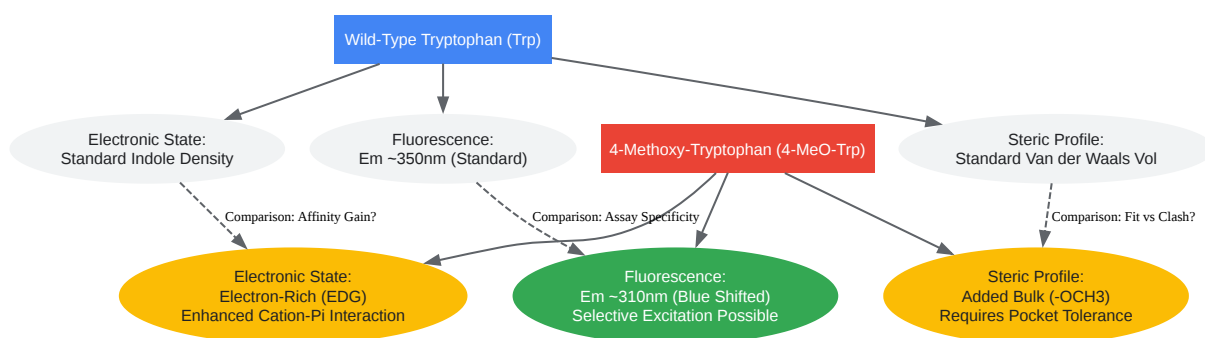 Wild-Type Tryptophan (Trp)
Electronic State:
Standard Indole Density
Fluorescence:
Em ~350nm (Standard)
4-Methoxy-Tryptophan (4-MeO-Trp)
Steric Profile:
Standard Van der Waals Vol
Comparison: Affinity Gain?
Comparison: Assay Specificity
Comparison: Fit vs Clash?
Electronic State:
Electron-Rich (EDG)
Enhanced Cation-Pi Interaction
Fluorescence:
Em ~310nm (Blue Shifted)
Selective Excitation Possible
Steric Profile:
Added Bulk (-OCH3)
Requires Pocket Tolerance